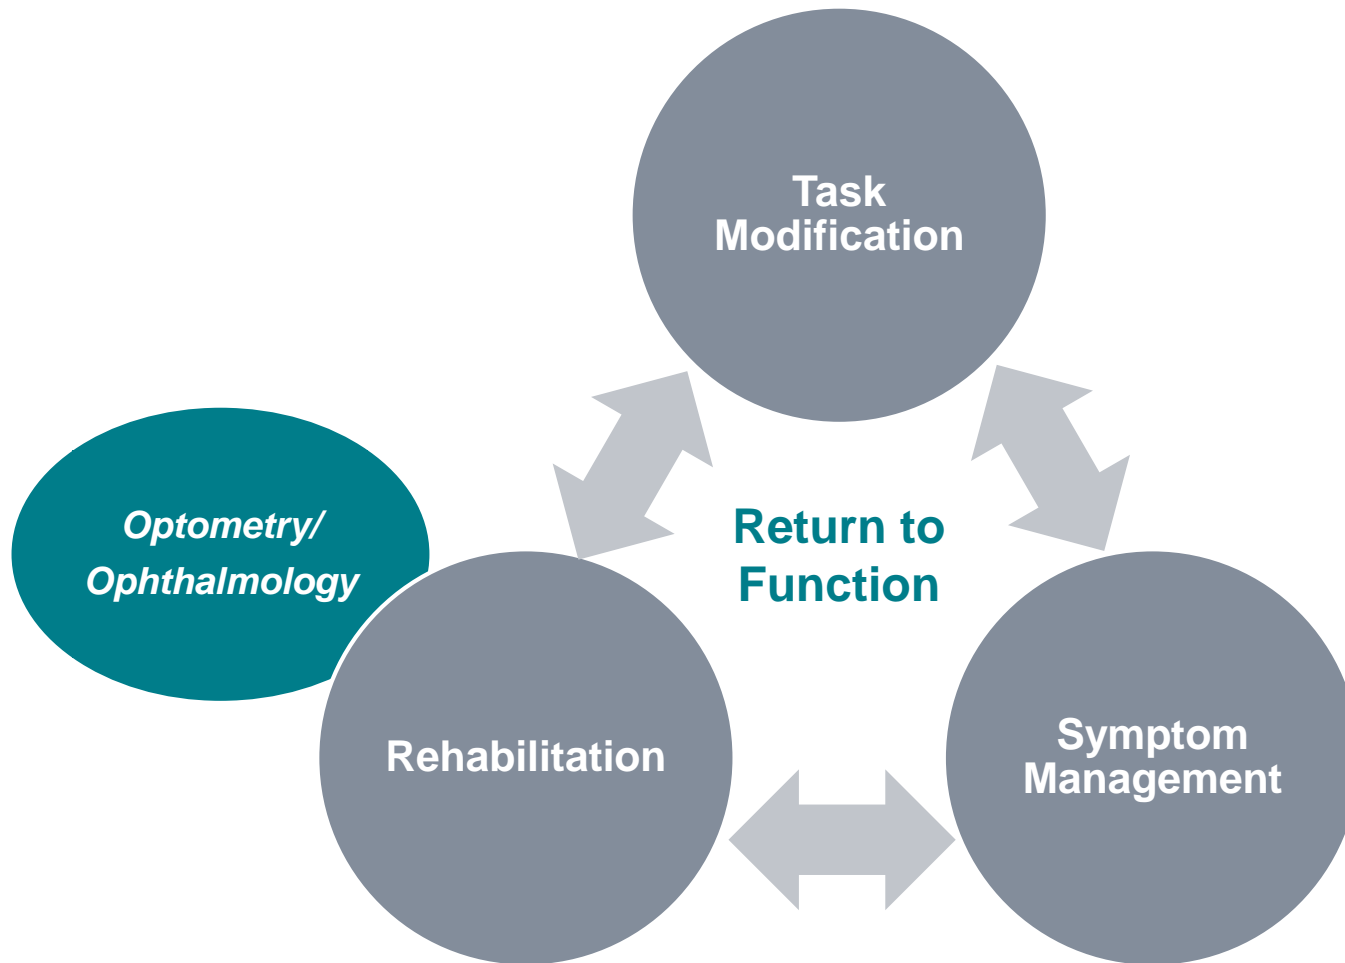 Task
Modification
Optometry/
Ophthalmology
Return to
Function
Rehabilitation
Symptom
Management